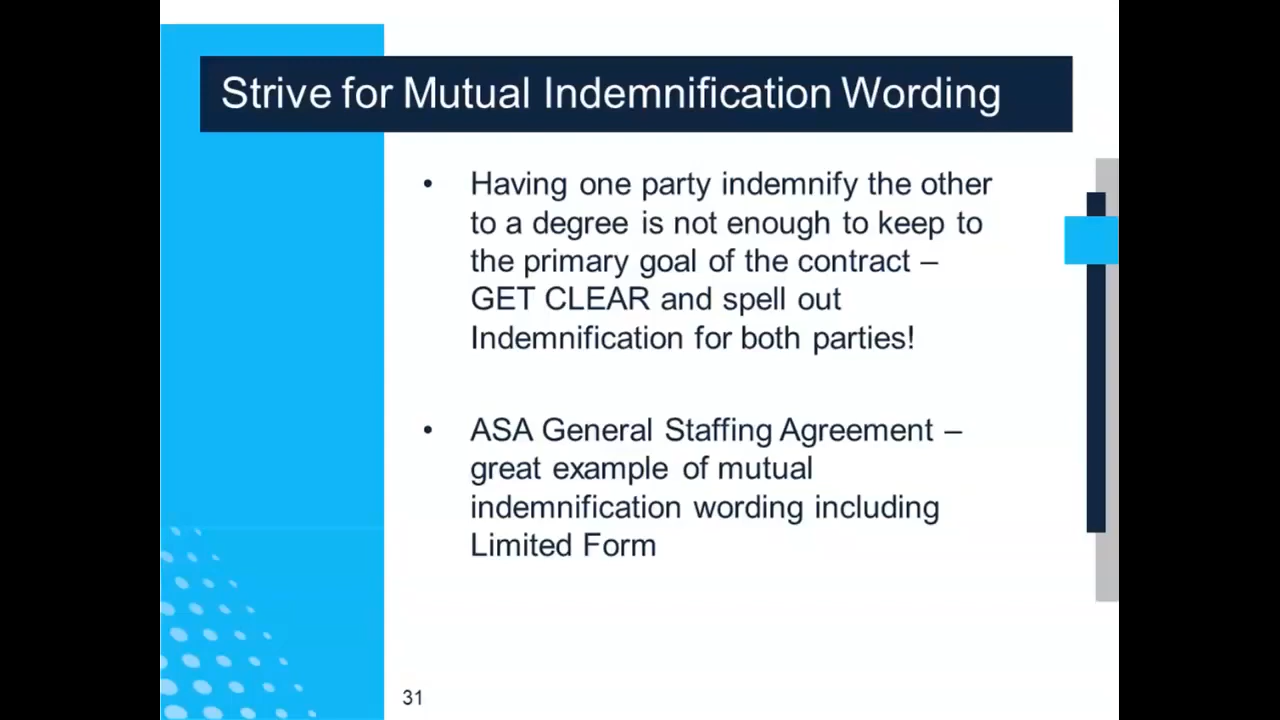 Strive for Mutual Indemnification Wording
• Having one party indemnify the other
to a degree is not enough to keep to
the primary goal of the contract –
GET CLEAR and spell out
Indemnification for both parties!
• ASA General Staffing Agreement –
great example of mutual
indemnification wording including
Limited Form
31